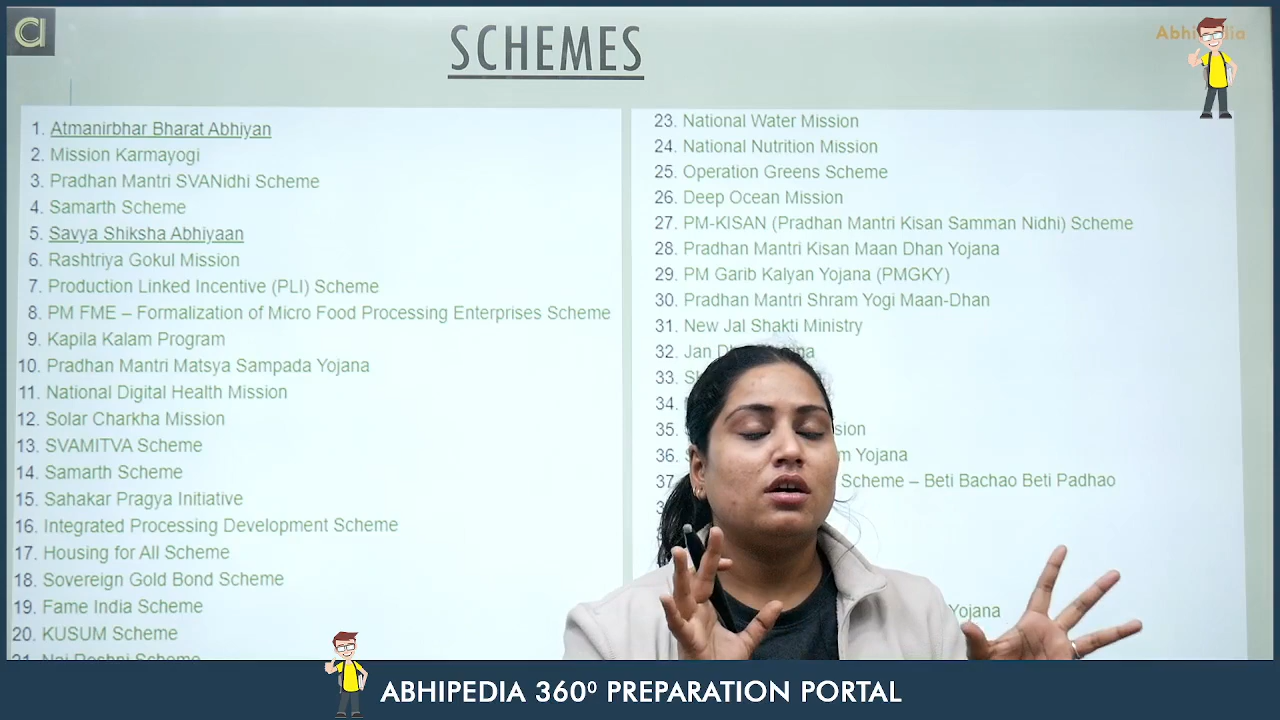 SCHEMES
Abhi dia
1. Atmanirbhar Bharat Abhiyan
2. Mission Karmayogi
3. Pradhan Mantri SVANidhi Scheme
4. Samarth Scheme
5. Savya Shiksha Abhiyaan
6. Rashtriya Gokul Mission
7. Production Linked Incentive (PLI) Scheme
8. PM FME – Formalization of Micro Food Processing Enterprises Scheme
9. Kapila Kalam Program
10. Pradhan Mantri Matsya Sampada Yojana
11. National Digital Health Mission
12. Solar Charkha Mission
13. SVAMITVA Scheme
14. Samarth Scheme
15. Sahakar Pragya Initiative
16. Integrated Processing Development Scheme
17. Housing for All Scheme
18. Sovereign Gold Bond Scheme
19. Fame India Scheme
20. KUSUM Scheme
23. National Water Mission
24. National Nutrition Mission
25. Operation Greens Scheme
26. Deep Ocean Mission
27. PM-KISAN (Pradhan Mantri Kisan Samman Nidhi) Scheme
28. Pradhan Mantri Kisan Maan Dhan Yojana
29. PM Garib Kalyan Yojana (PMGKY)
30. Pradhan Mantri Shram Yogi Maan-Dhan
31. New Jal Shakti Ministry
32. Jan
33.
34.
35. sion
36. Yojana
37 Scheme – Beti Bachao Beti Padhao
Yojana
ABHIPEDIA 360⁰ PREPARATION PORTAL